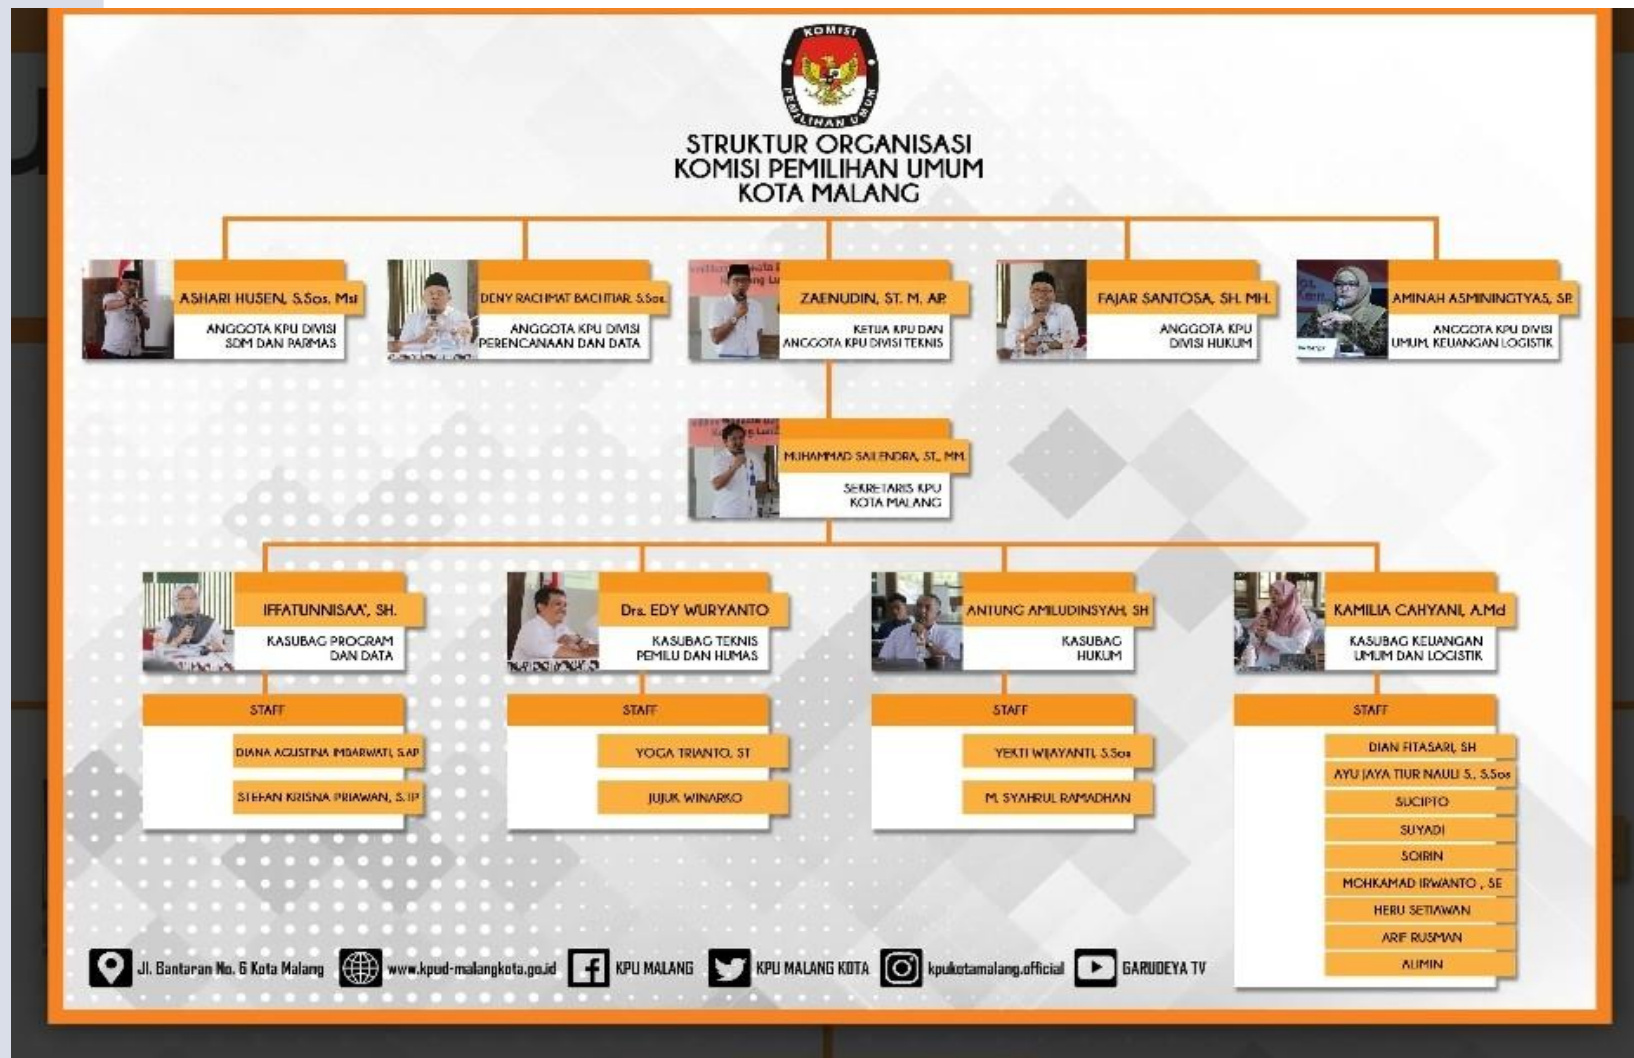 KOMISI
PEMILIHAN UMUM
STRUKTUR ORGANISASI
KOMISI PEMILIHAN UMUM
KOTA MALANG
ASHARI HUSEN, S.Sos, Msi
ANGGOTA KPU DIVISI
SDM DAN PARMAS
DENY RACHMAT BACHTIAR, S.Sos.
ANGGOTA KPU DIVISI
PERENCANAAN DAN DATA
ZAENUDIN, ST. M. AP.
KETUA KPU DAN
ANGGOTA KPU DIVISI TEKNIS
FAJAR SANTOSA, SH. MH.
ANGGOTA KPU
DIVISI HUKUM
AMINAH ASMININGTYAS, SP.
ANGGOTA KPU DIVISI
UMUM, KEUANGAN LOGISTIK
MUHAMMAD SAILENDRA, ST., MM.
SEKRETARIS KPU
KOTA MALANG
IFFATUNNISAA', SH.
KASUBAG PROGRAM
DAN DATA
Drs. EDY WURYANTO
KASUBAG TEKNIS
PEMILU DAN HUMAS
ANTUNG AMILUDINSYAH, SH
KASUBAG
HUKUM
KAMILIA CAHYANI, A.Md
KASUBAG KEUANGAN
UMUM DAN LOGISTIK
STAFF
DIANA AGUSTINA IMBARWATI, S.AP
STEFAN KRISNA PRIAWAN, S.IP
STAFF
YOGA TRIANTO, ST
JUJUK WINARKO
STAFF
YEKTI WIJAYANTI, S.Sos
M. SYAHRUL RAMADHAN
STAFF
DIAN FITASARI, SH
AYU JAYA TIUR NAULI S., S.Sos
SUCIPTO
SUYADI
SOIRIN
MOHKAMAD IRWANTO , SE
HERU SETIAWAN
ARIF RUSMAN
ALIMIN
Jl. Bantaran No. 6 Kota Malang
www.kpud-malangkota.go.id
KPU MALANG
KPU MALANG KOTA
kpukotamalang.official
GARUDEYA TV